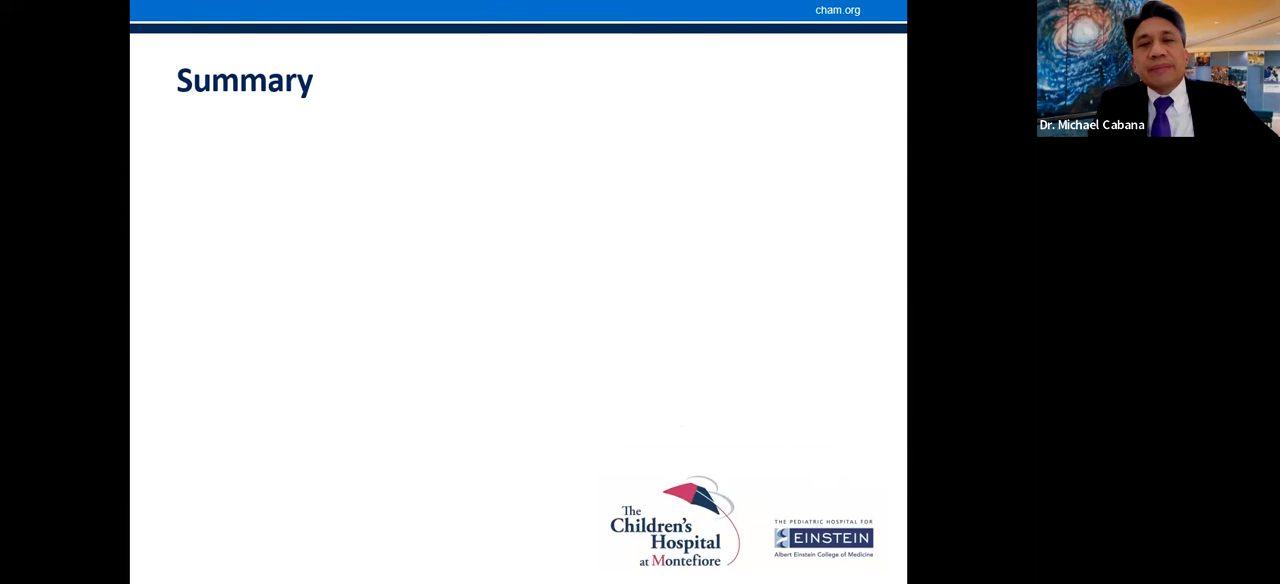 cham.org
Summary
Dr. Michael Cabana
The
Children's
Hospital
at Montefiore
THE PEDIATRIC HOSPITAL FOR
EINSTEIN
Albert Einstein College of Medicine